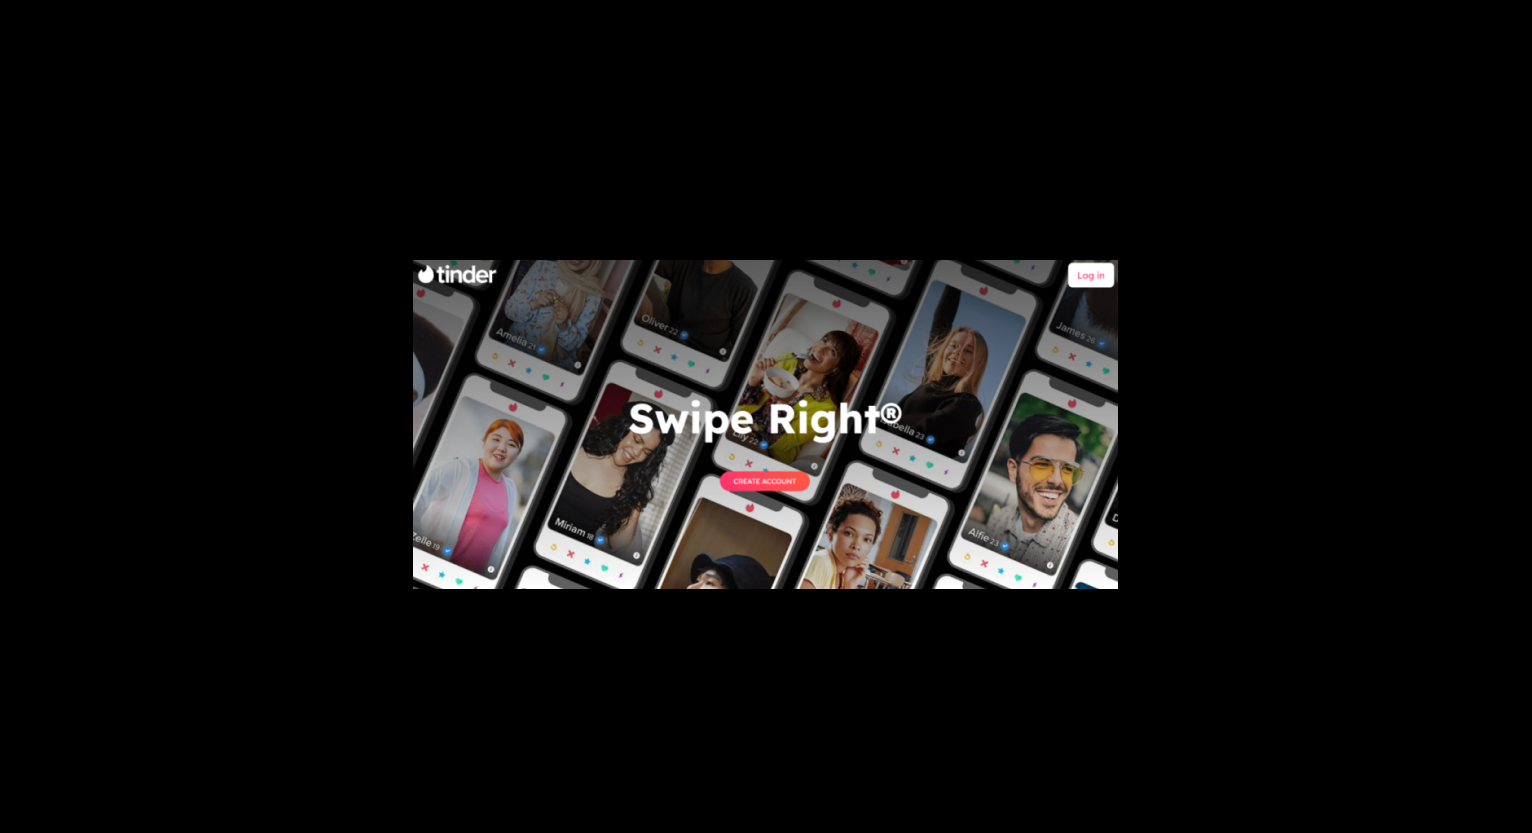 tinder
Log in
Amelia 21
Oliver 22
James 26
Swipe Right®
Lily 22
Isabella 23
CREATE ACCOUNT
Zelle 19
Miriam 18
Alfie 23
D